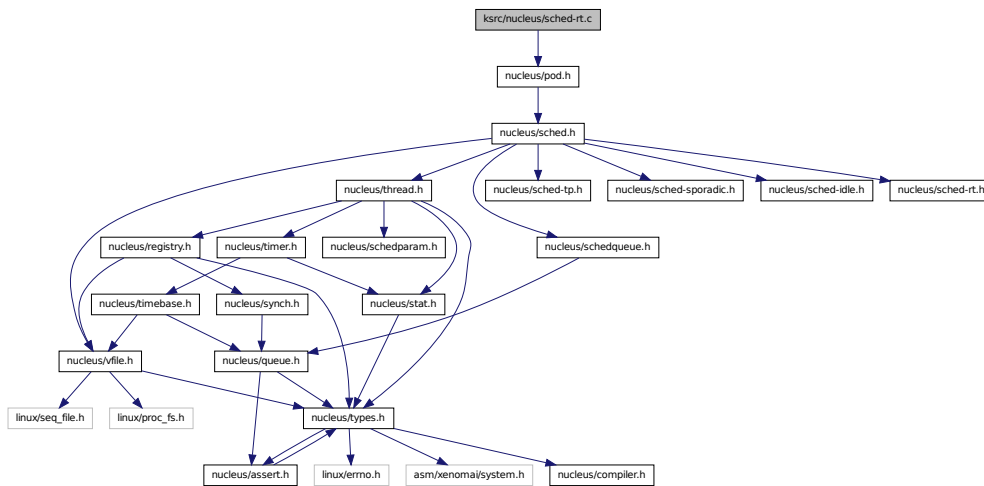 ksrc/nucleus/sched-rt.c
nucleus/pod.h
nucleus/sched.h
nucleus/thread.h
nucleus/sched-tp.h
nucleus/sched-sporadic.h
nucleus/sched-idle.h
nucleus/sched-rt.h
nucleus/registry.h
nucleus/timer.h
nucleus/schedparam.h
nucleus/schedqueue.h
nucleus/timebase.h
nucleus/synch.h
nucleus/stat.h
nucleus/vfile.h
nucleus/queue.h
linux/seq_file.h
linux/proc_fs.h
nucleus/types.h
nucleus/assert.h
linux/errno.h
asm/xenomai/system.h
nucleus/compiler.h